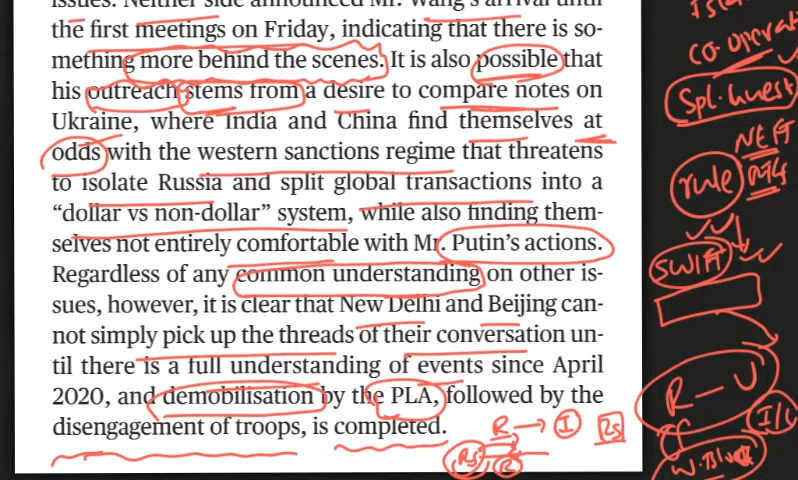 issues. Neither side announced Mr. Wang's arrival until
the first meetings on Friday, indicating that there is so-
mething more behind the scenes. It is also possible that
his outreach stems from a desire to compare notes on
Ukraine, where India and China find themselves at
odds with the western sanctions regime that threatens
to isolate Russia and split global transactions into a
“dollar vs non-dollar” system, while also finding them-
selves not entirely comfortable with Mr. Putin’s actions.
Regardless of any common understanding on other is-
sues, however, it is clear that New Delhi and Beijing can-
not simply pick up the threads of their conversation un-
til there is a full understanding of events since April
2020, and demobilisation by the PLA, followed by the
disengagement of troops, is completed.
R → I
Rs
R
co operat
Spl. Guest
NEFT
rule
SWIFT
R - U
I/C
W. Block